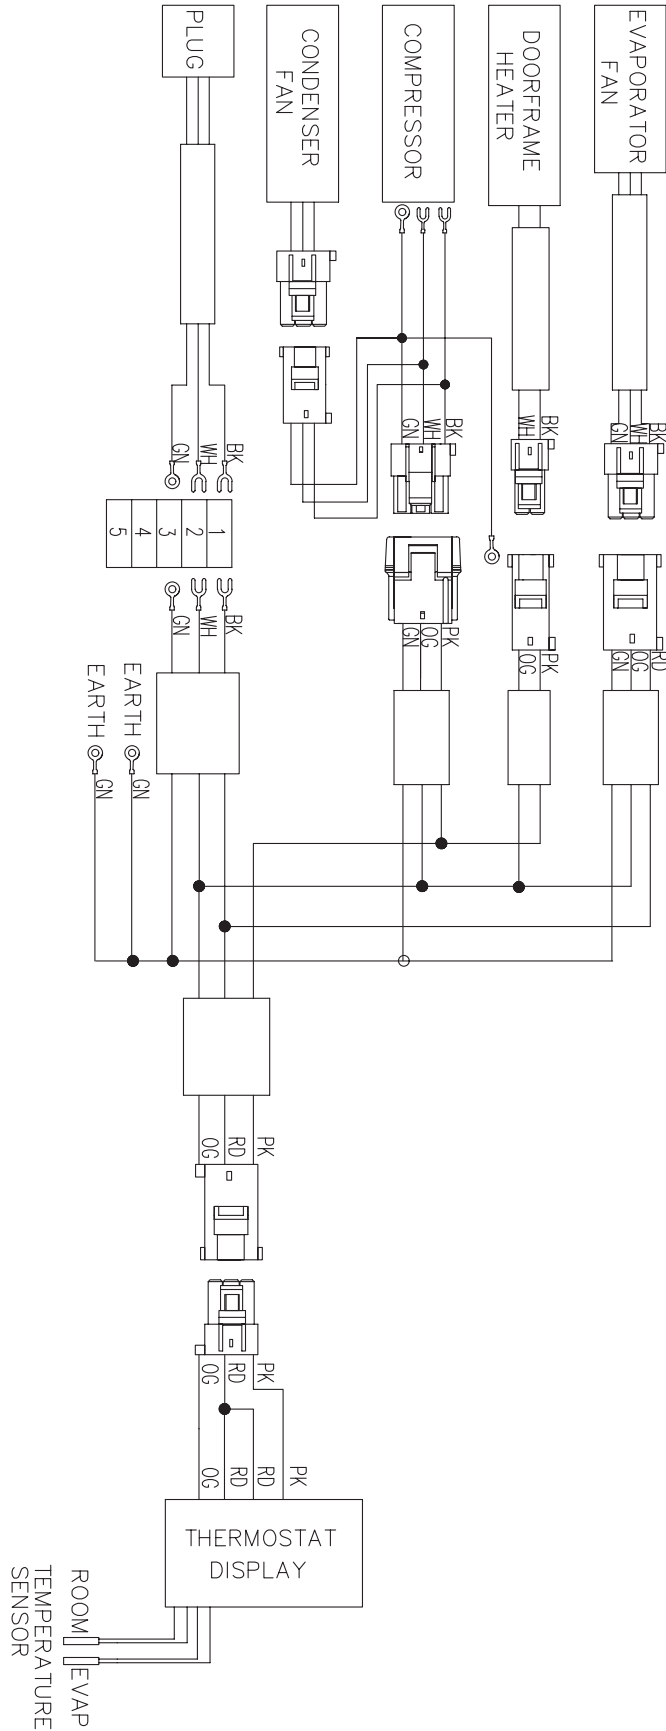 PLUG
CONDENSER
FAN
COMPRESSOR
DOORFRAME
HEATER
EVAPORATOR
FAN
GN
WH
BK
GN
WH
BK
WH
BK
GN
WH
BK
5
4
3
2
1
GN
WH
BK
GN
OG
PK
OG
PK
GN
OG
RD
EARTH
EARTH
GN
GN
OG
RD
PK
OG
RD
PK
OG
RD
RD
PK
THERMOSTAT
DISPLAY
ROOM
EVAP
TEMPERATURE
SENSOR